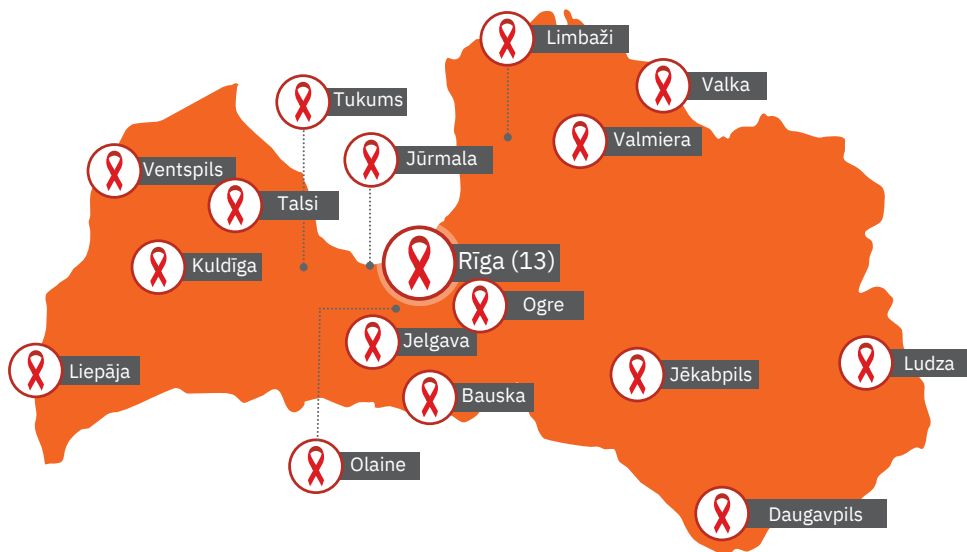 Limbaži
Valka
Tukums
Valmiera
Jūrmala
Ventspils
Talsi
Rīga (13)
Kuldīga
Ogre
Jelgava
Ludza
Liepāja
Jēkabpils
Bauska
Olaine
Daugavpils